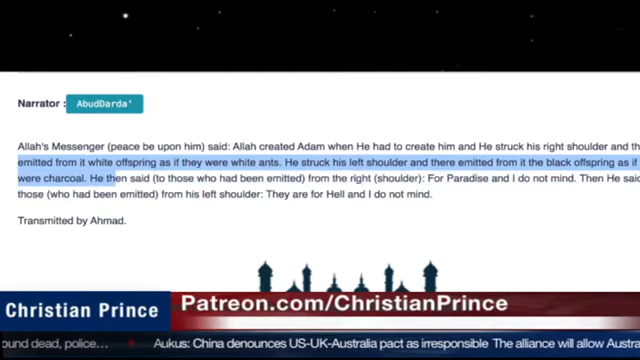 Narrator : AbudDarda'
Allah's Messenger (peace be upon him) said: Allah created Adam when He had to create him and He struck his right shoulder and
emitted from it white offspring as if they were white ants. He struck his left shoulder and there emitted from it the black offspring as if
were charcoal. He then said (to those who had been emitted) from the right (shoulder): For Paradise and I do not mind. Then He
those (who had been emitted) from his left shoulder: They are for Hell and I do not mind.
Transmitted by Ahmad.
Christian Prince
Patreon.com/ChristianPrince
ound dead, police...
Aukus: China denounces US-UK-Australia pact as irresponsible The alliance will allow Austra